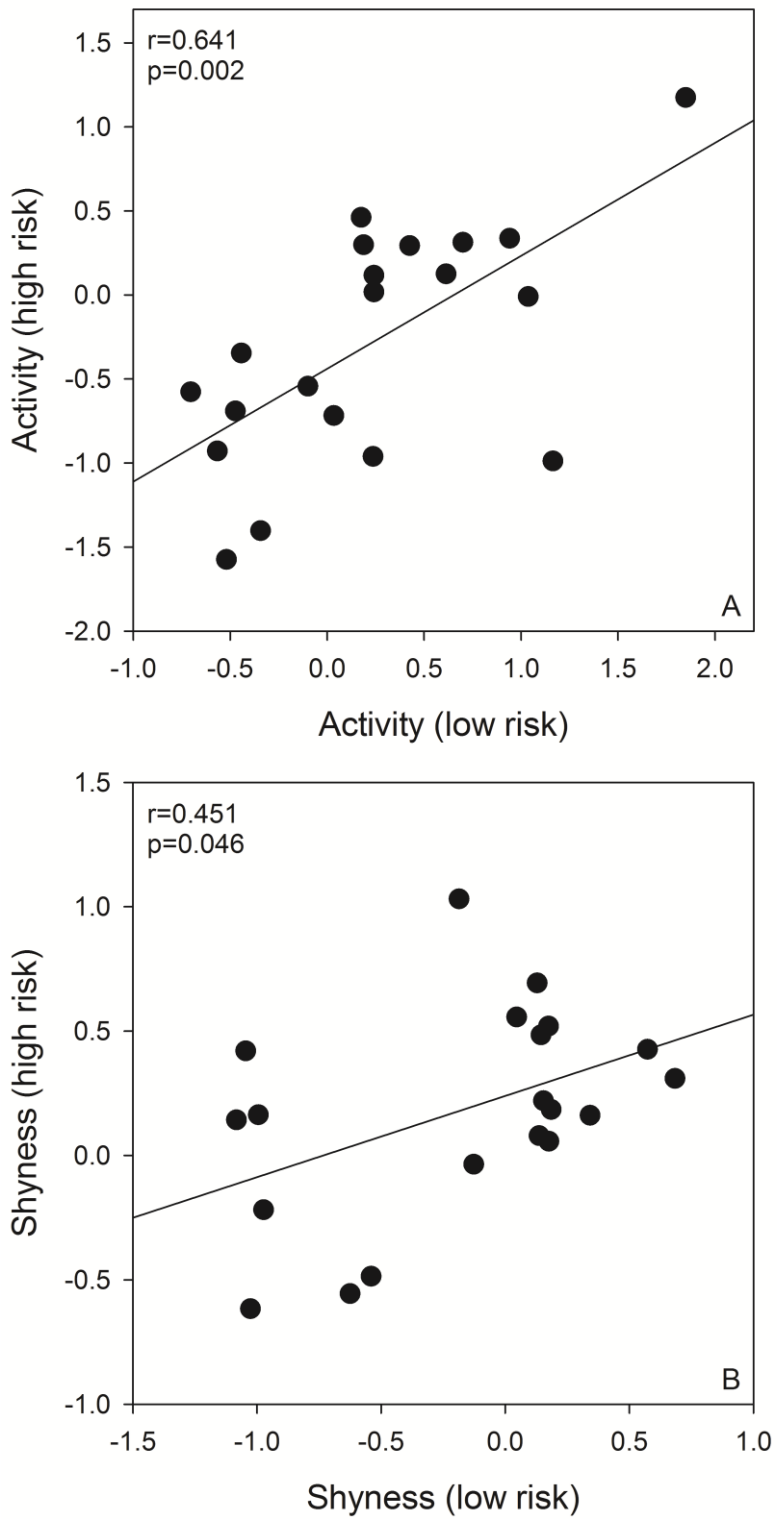 r=0.641
p=0.002
1.5
1.0
0.5
0.0
-0.5
-1.0
-1.5
-2.0
Activity (high risk)
A
-1.0 -0.5 0.0 0.5 1.0 1.5 2.0
Activity (low risk)
r=0.451
p=0.046
1.5
1.0
0.5
0.0
-0.5
-1.0
Shyness (high risk)
B
-1.5 -1.0 -0.5 0.0 0.5 1.0
Shyness (low risk)